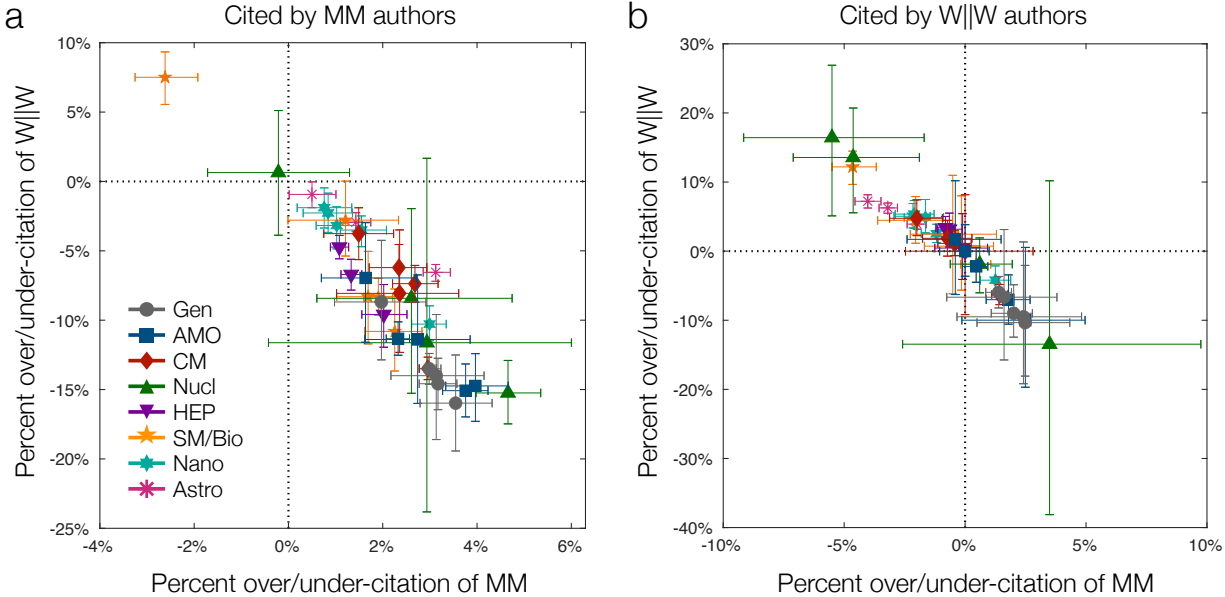 a
Cited by MM authors
Percent over/under-citation of W||W
10%
5%
0%
-5%
-10%
-15%
-20%
-25%
Gen
AMO
CM
Nucl
HEP
SM/Bio
Nano
Astro
-4%
-2%
0%
2%
4%
6%
Percent over/under-citation of MM
b
Cited by W||W authors
Percent over/under-citation of W||W
30%
20%
10%
0%
-10%
-20%
-30%
-40%
-10%
-5%
0%
5%
10%
Percent over/under-citation of MM